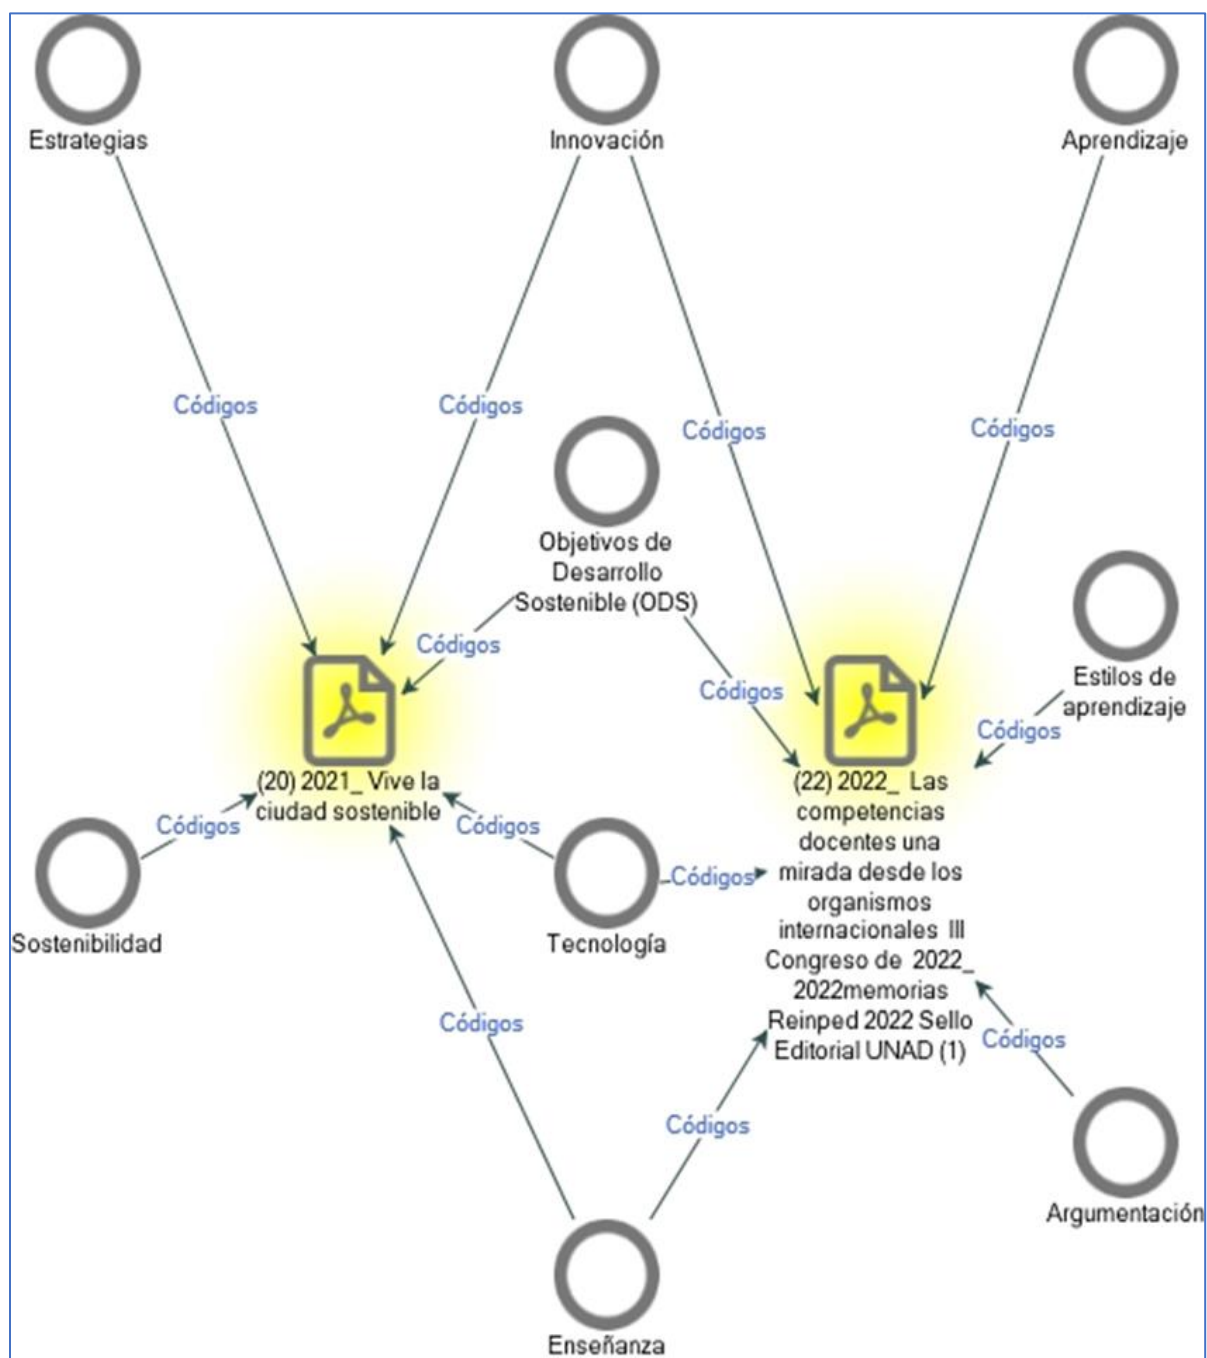 Estrategias
Innovación
Aprendizaje
Códigos
Códigos
Códigos
Códigos
Objetivos de
Desarrollo
Sostenible (ODS)
Códigos
Códigos
Estilos de
aprendizaje
Códigos
(20) 2021_ Vive la
ciudad sostenible
(22) 2022_ Las
competencias
docentes una
mirada desde los
organismos
internacionales III
Congreso de 2022_
2022memorias
Reinped 2022 Sello
Editorial UNAD (1)
Códigos
Códigos
Códigos
Sostenibilidad
Tecnología
Códigos
Códigos
Códigos
Argumentación
Enseñanza